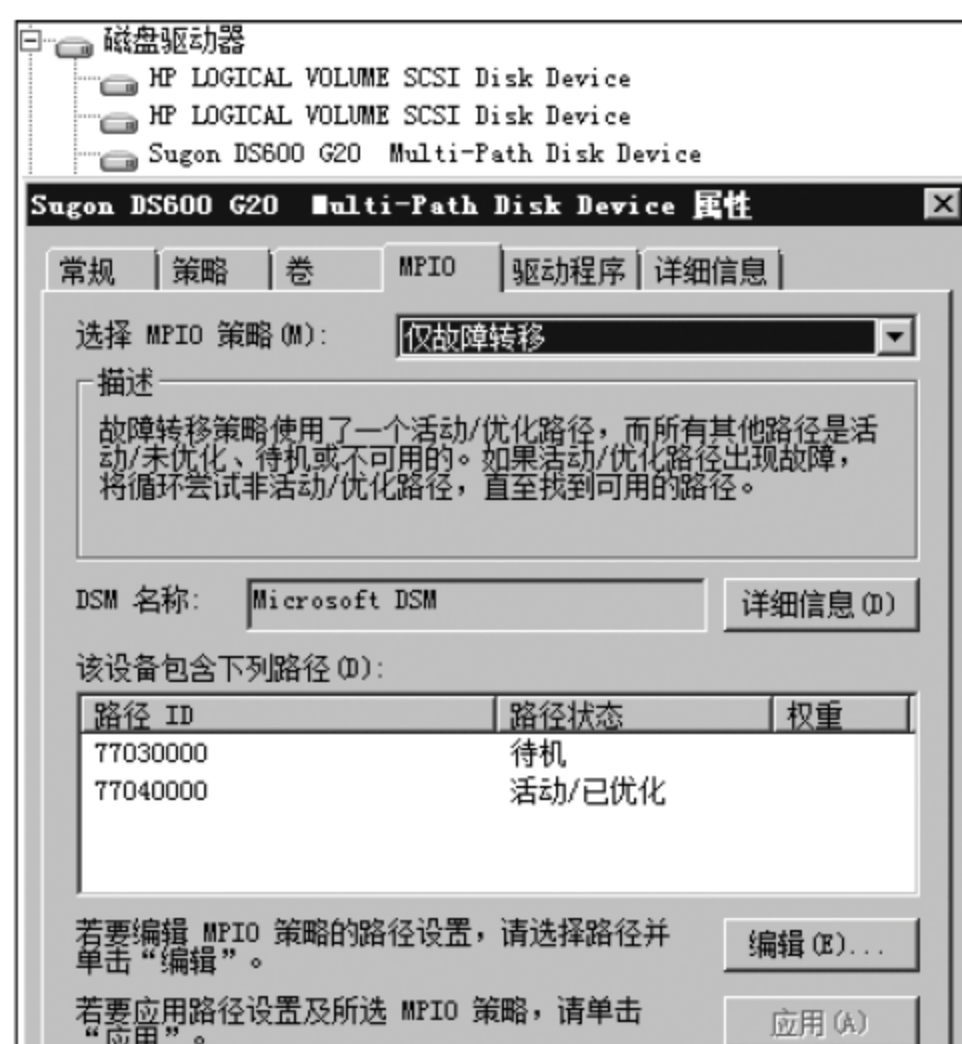 磁盘驱动器
HP LOGICAL VOLUME SCSI Disk Device
HP LOGICAL VOLUME SCSI Disk Device
Sugon DS600 G20 Multi-Path Disk Device
Sugon DS600 G20 Multi-Path Disk Device 属性
常规 策略 卷 MPIO 驱动程序 详细信息
选择 MPIO 策略(M): 仅故障转移
描述
故障转移策略使用了一个活动/优化路径，而所有其他路径是活
动/未优化、待机或不可用的。如果活动/优化路径出现故障，
将循环尝试非活动/优化路径，直至找到可用的路径。
DSM 名称: Microsoft DSM 详细信息(D)
该设备包含下列路径(D):
路径 ID 路径状态 权重
77030000 待机
77040000 活动/已优化
若要编辑 MPIO 策略的路径设置，请选择路径并
单击“编辑”。
编辑(E)...
若要应用路径设置及所选 MPIO 策略，请单击
“应用”。
应用(A)